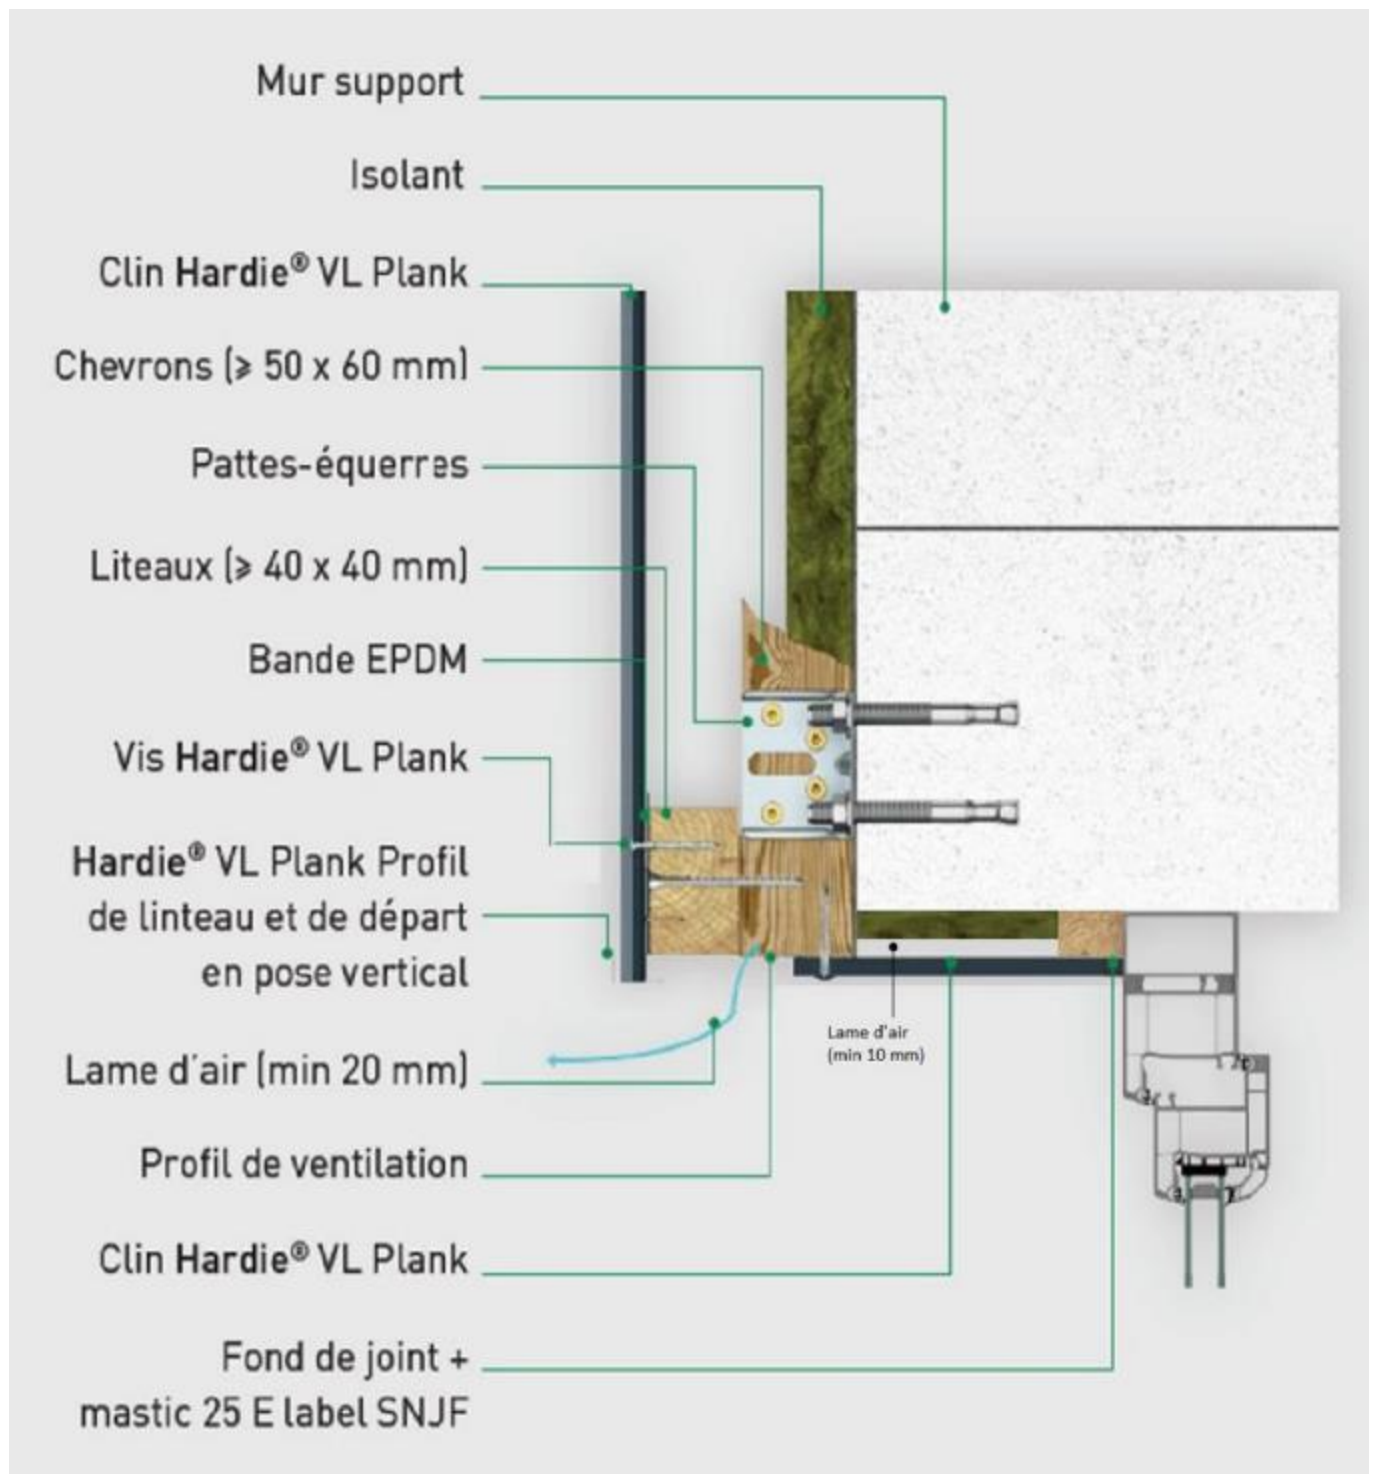 Mur support
Isolant
Clin Hardie® VL Plank
Chevrons (⩾ 50 x 60 mm)
Pattes-équerres
Liteaux (⩾ 40 x 40 mm)
Bande EPDM
Vis Hardie® VL Plank
Hardie® VL Plank Profil
de linteau et de départ
en pose vertical
Lame d'air (min 20 mm)
Lame d'air
(min 10 mm)
Profil de ventilation
Clin Hardie® VL Plank
Fond de joint +
mastic 25 E label SNJF